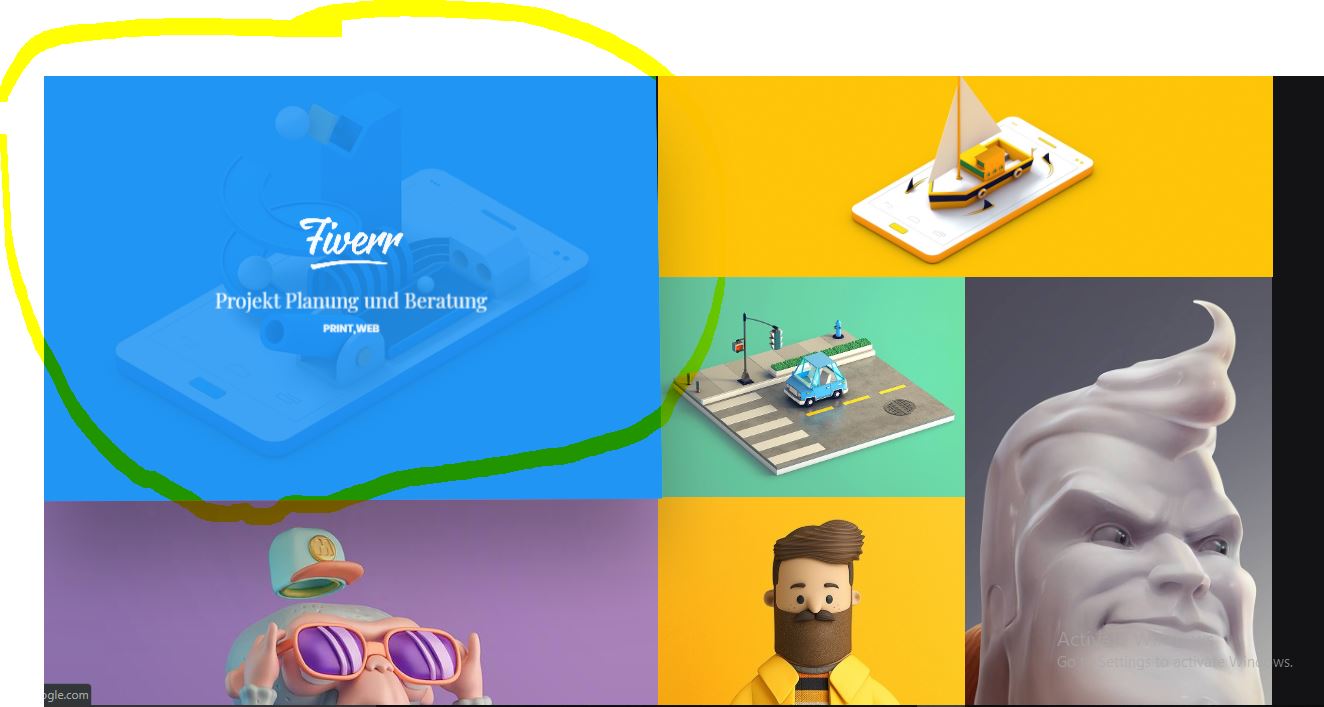 Fiverr
Projekt Planung und Beratung
PRINT,WEB
Activate Windows
Go to Settings to activate Windows.
ogle.com